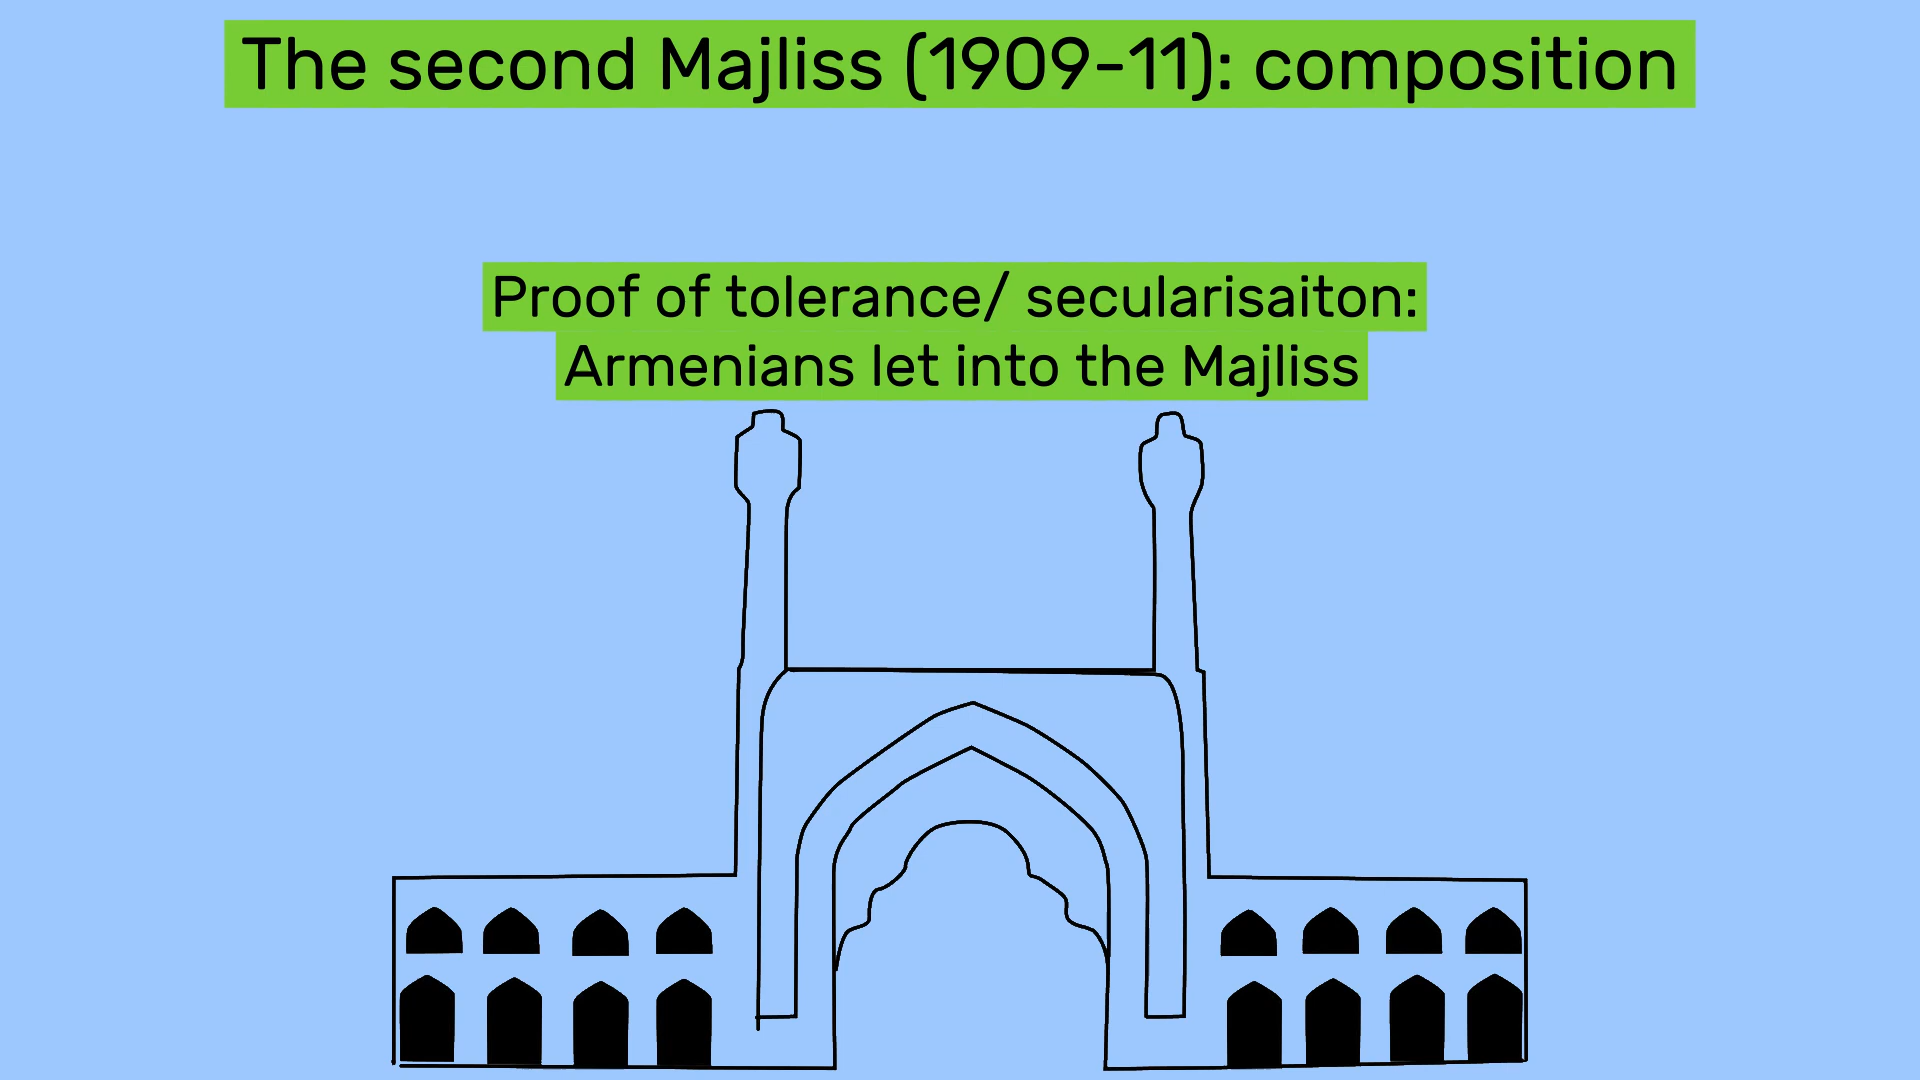 The second Majliss (1909-11): composition
Proof of tolerance/ secularisaiton:
Armenians let into the Majliss